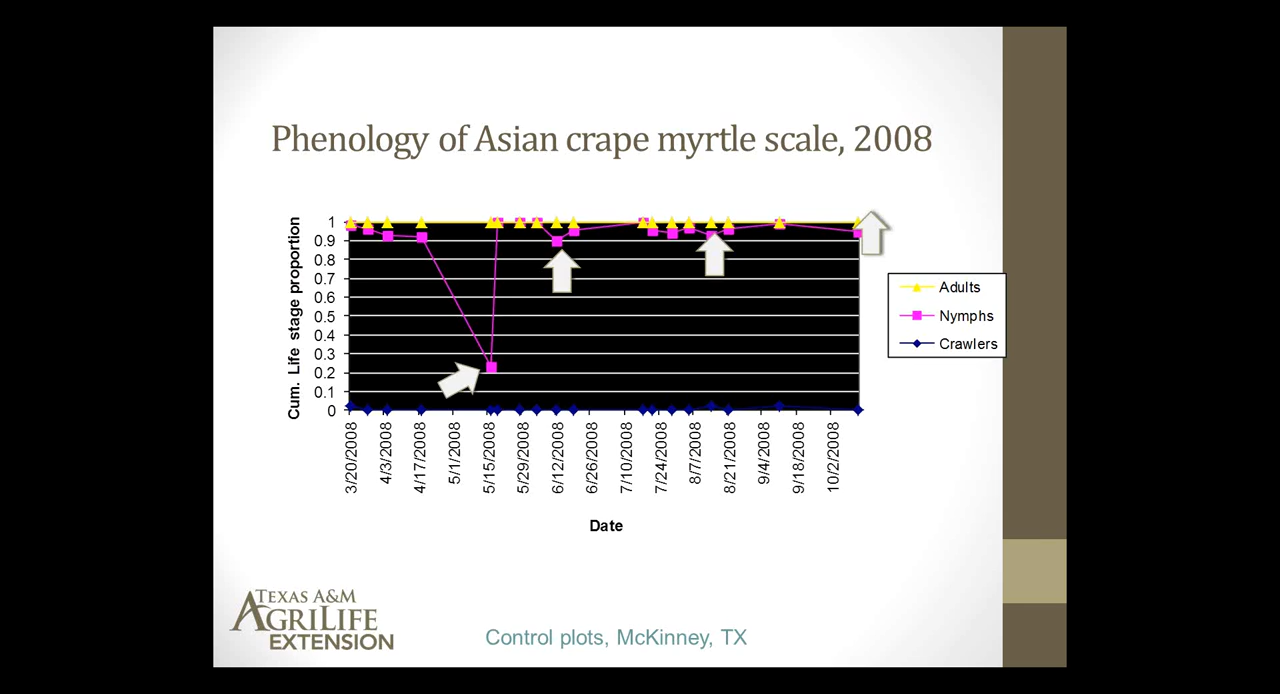 Phenology of Asian crape myrtle scale, 2008
Cum. Life stage proportion
1
0.9
0.8
0.7
0.6
0.5
0.4
0.3
0.2
0.1
0
3/20/2008
4/3/2008
4/17/2008
5/1/2008
5/15/2008
5/29/2008
6/12/2008
6/26/2008
7/10/2008
7/24/2008
8/7/2008
8/21/2008
9/4/2008
9/18/2008
10/2/2008
Date
Adults
Nymphs
Crawlers
TEXAS A&M
AGRILIFE
EXTENSION
Control plots, McKinney, TX